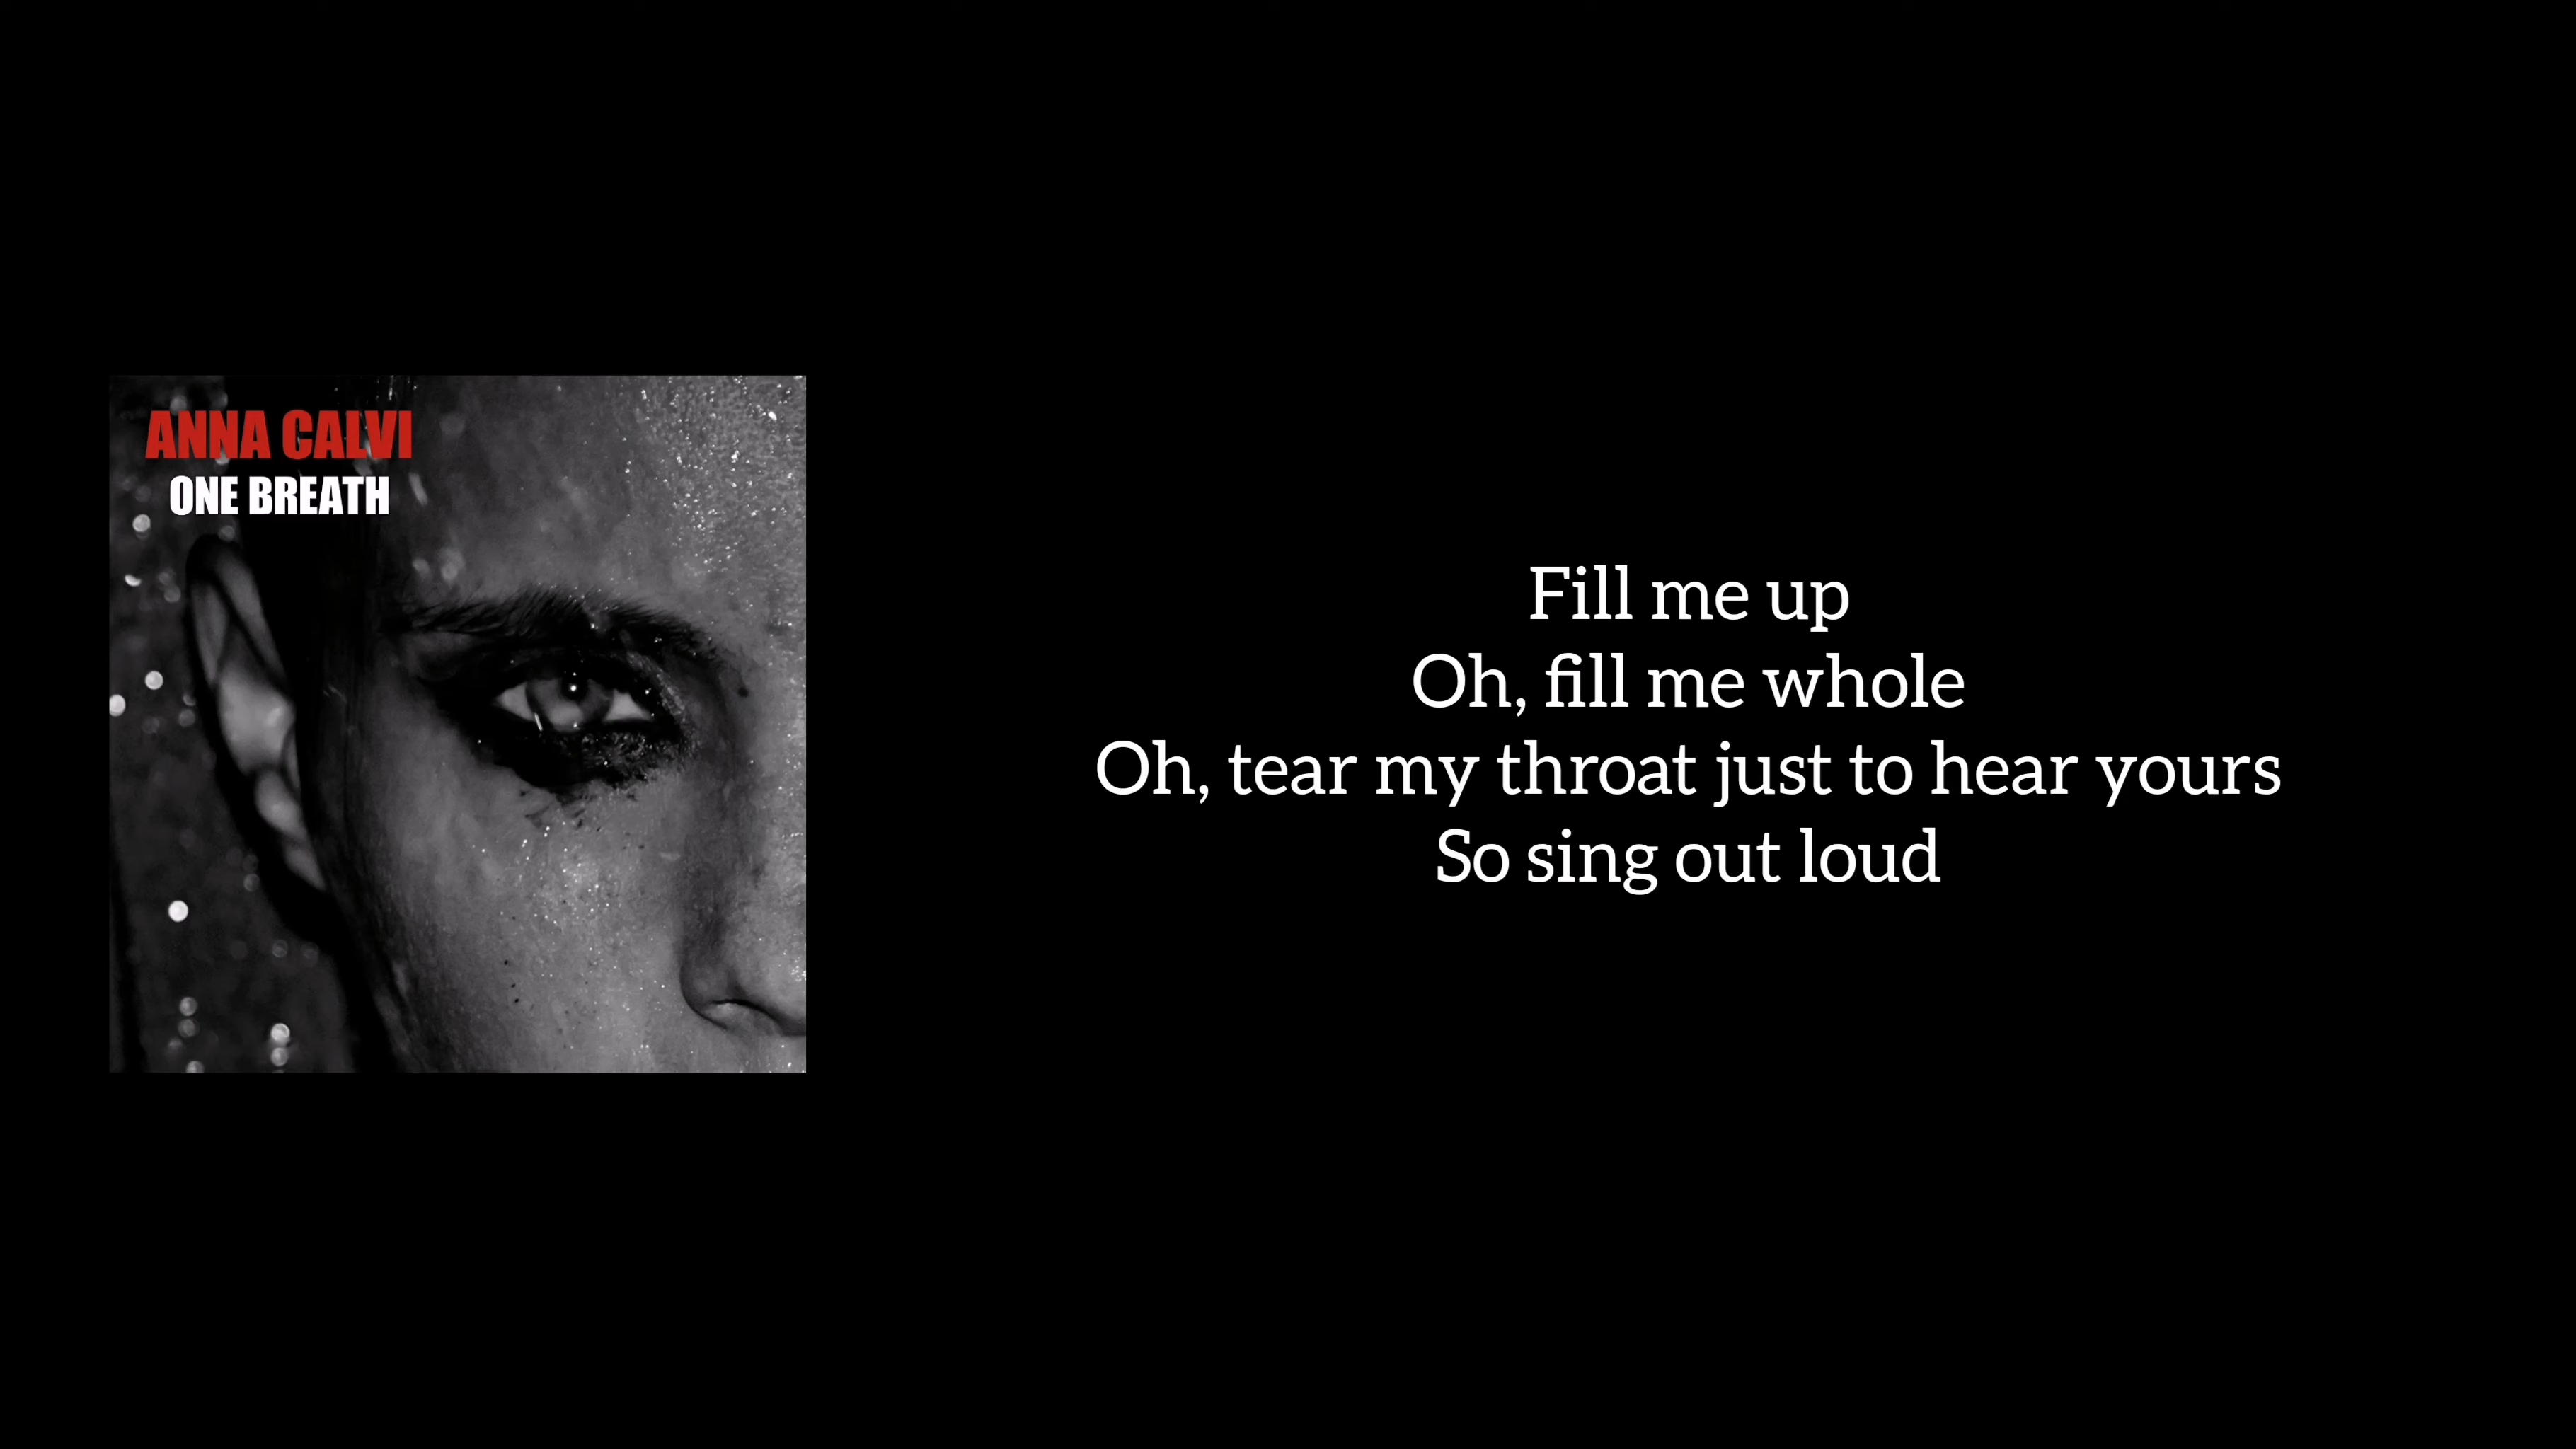 ANNA CALVI
ONE BREATH
Fill me up
Oh, fill me whole
Oh, tear my throat just to hear yours
So sing out loud